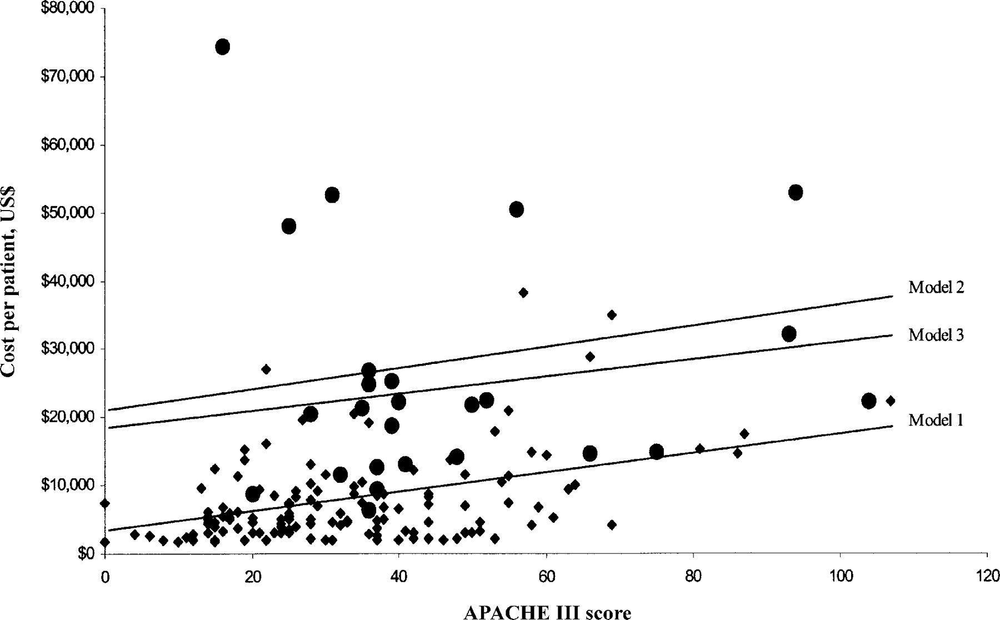 $80,000
$70,000
$60,000
$50,000
$40,000
$30,000
$20,000
$10,000
$0
Cost per patient, US$
Model 2
Model 3
Model 1
0 20 40 60 80 100 120
APACHE III score